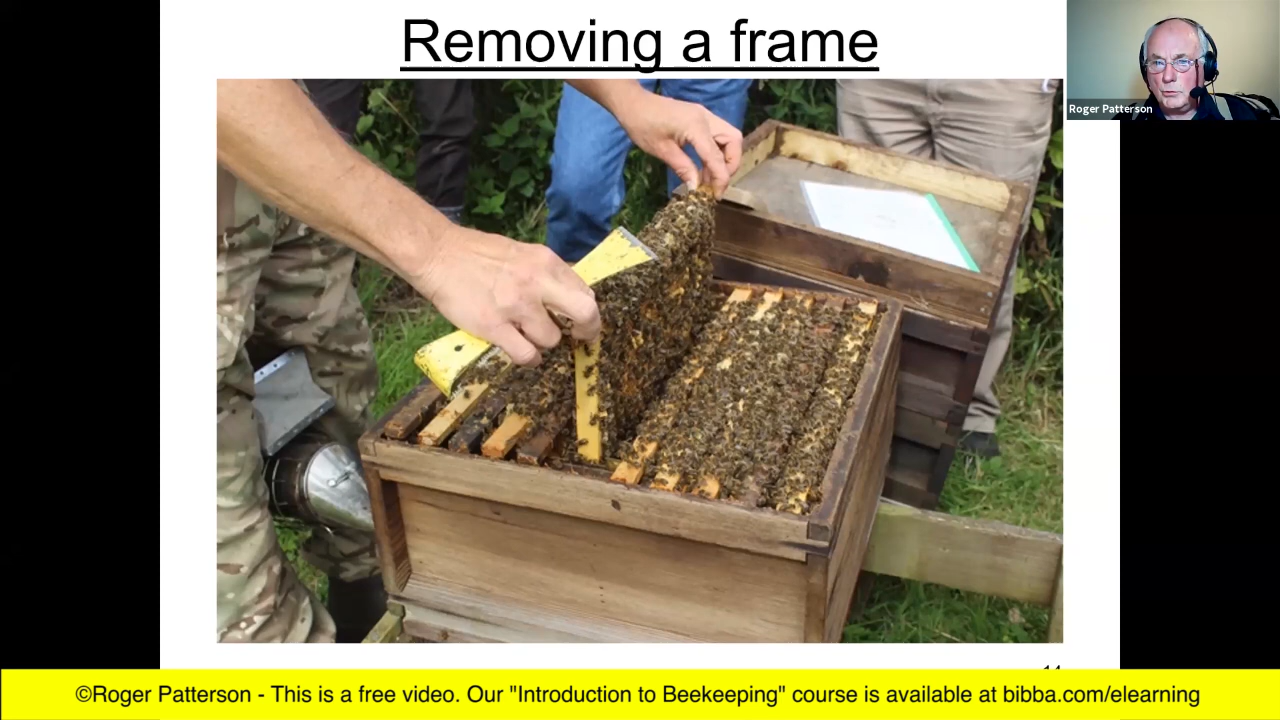 Removing a frame
Roger Patterson
©Roger Patterson - This is a free video. Our "Introduction to Beekeeping" course is available at bibba.com/elearning